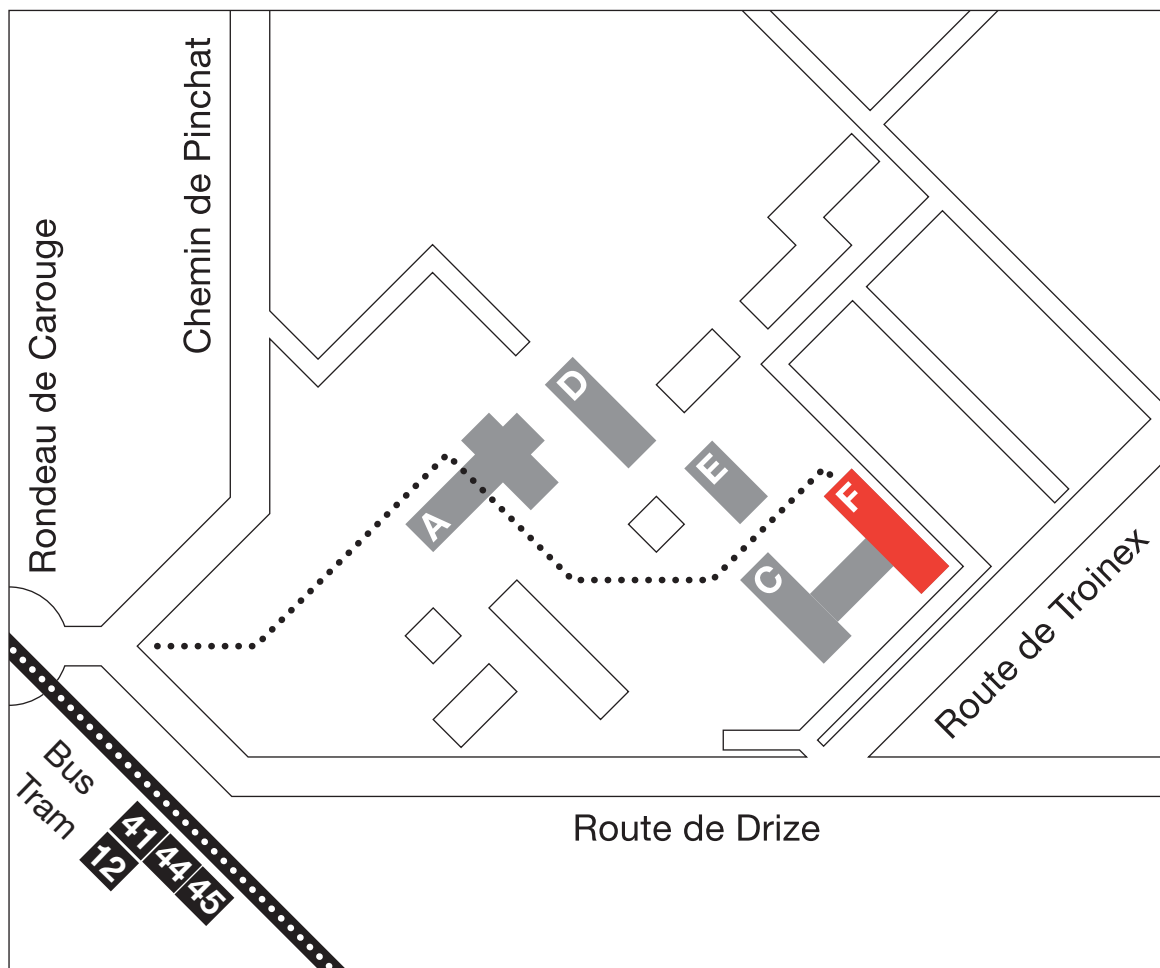 Chemin de Pinchat
Rondeau de Carouge
D
E
F
A
C
Route de Troinex
Bus
Tram
41
44
45
12
Route de Drize